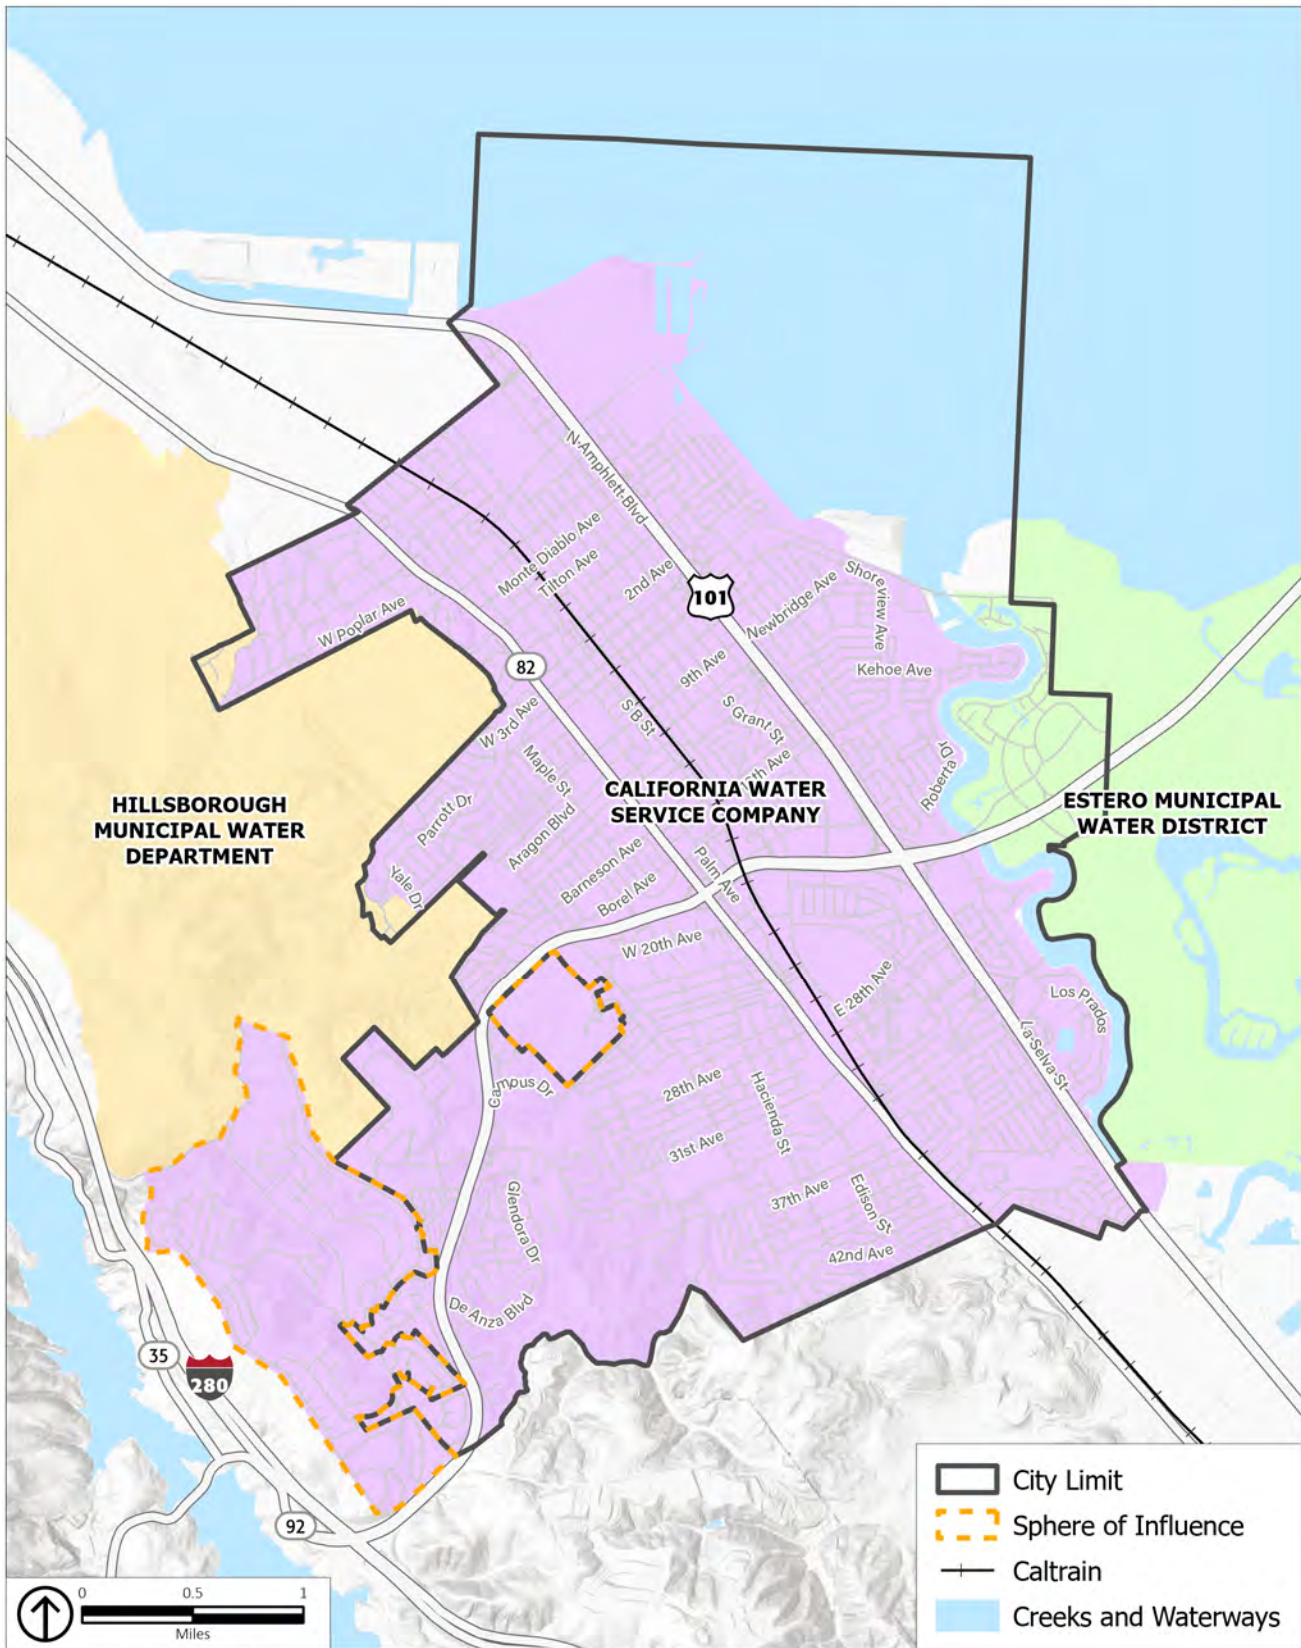 N Amphlett Blvd
Monte Diablo Ave
Tilton Ave
2nd Ave
101
Newbridge Ave
Shoreview Ave
W Poplar Ave
82
9th Ave
Kehoe Ave
S B St
S Grant St
W 3rd Ave
Maple St
Roberta Dr
HILLSBOROUGH
MUNICIPAL WATER
DEPARTMENT
CALIFORNIA WATER
SERVICE COMPANY
ESTERO MUNICIPAL
WATER DISTRICT
Parrott Dr
Aragon Blvd
Barneson Ave
Palm Ave
Yale Dr
Borel Ave
W 20th Ave
E 28th Ave
Los Prados
La Selva St
Campus Dr
28th Ave
Hacienda St
31st Ave
Glendora Dr
37th Ave
Edison St
42nd Ave
De Anza Blvd
35
280
92
City Limit
Sphere of Influence
Caltrain
Creeks and Waterways
0 0.5 1
Miles